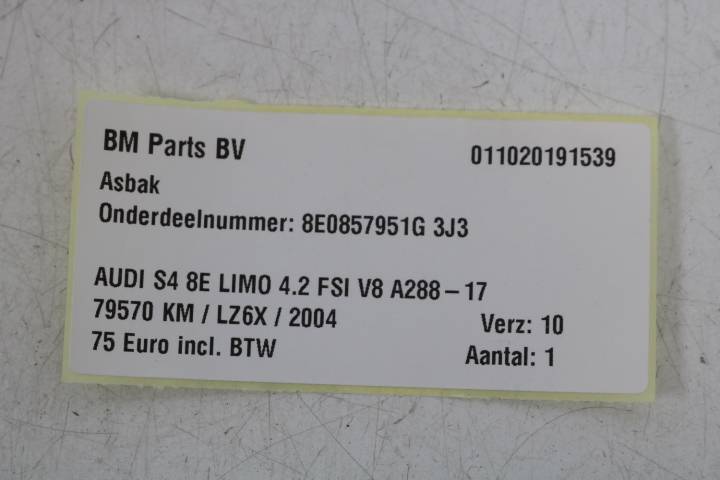 BM Parts BV 011020191539
Asbak
Onderdeelnummer: 8E0857951G 3J3
AUDI S4 8E LIMO 4.2 FSI V8 A288-17
79570 KM / LZ6X / 2004 Verz: 10
75 Euro incl. BTW Aantal: 1